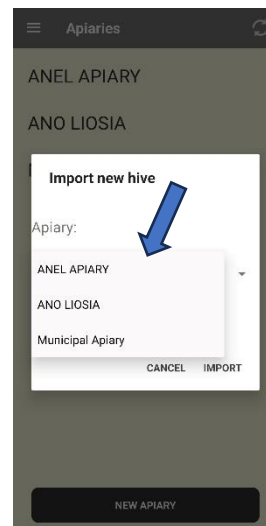 Apiaries
ANEL APIARY
ANO LIOSIA
Import new hive
Apiary:
ANEL APIARY
ANO LIOSIA
Municipal Apiary
CANCEL IMPORT
NEW APIARY